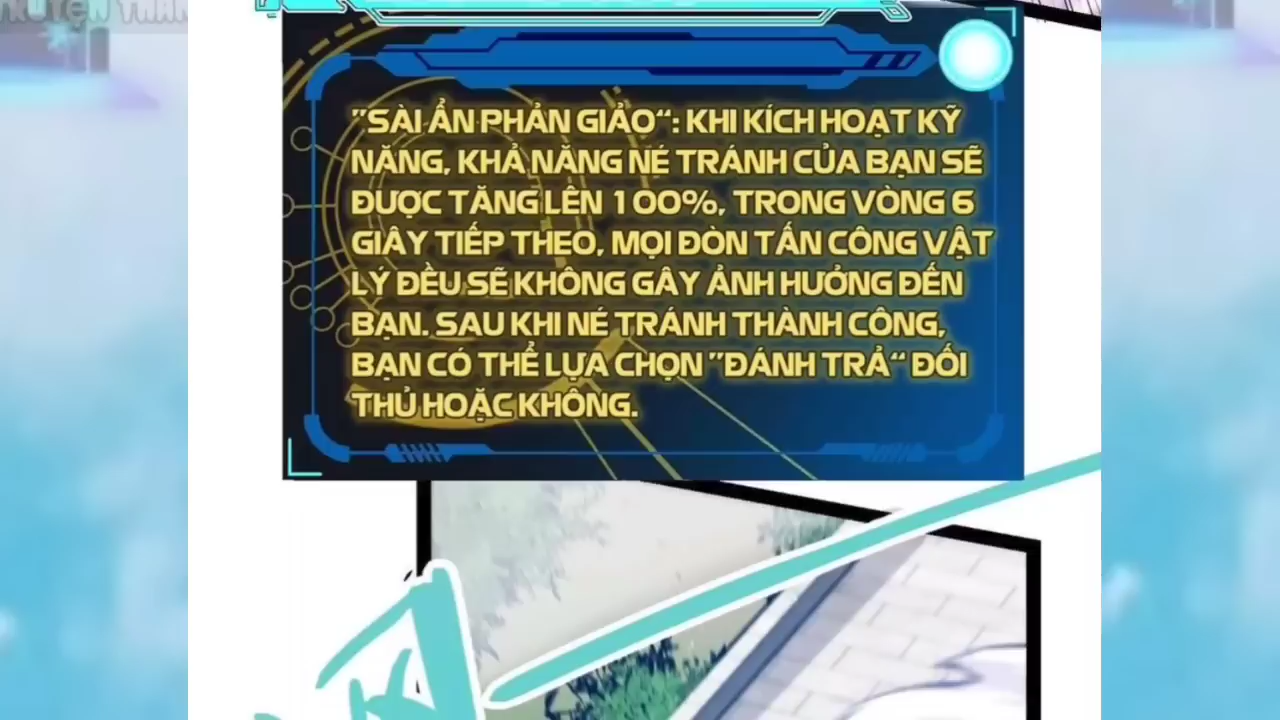 TRUYỆN TRANH
"SÀI ẨN PHẢN GIẢO“: KHI KÍCH HOẠT KỸ
NĂNG, KHẢ NĂNG NÉ TRÁNH CỦA BẠN SẼ
ĐƯỢC TĂNG LÊN 100%, TRONG VÒNG 6
GIÂY TIẾP THEO, MỌI ĐÒN TẤN CÔNG VẬT
LÝ ĐỀU SẼ KHÔNG GÂY ẢNH HƯỞNG ĐẾN
BẠN. SAU KHI NÉ TRÁNH THÀNH CÔNG,
BẠN CÓ THỂ LỰA CHỌN "ĐÁNH TRẢ“ ĐỐI
THỦ HOẶC KHÔNG.